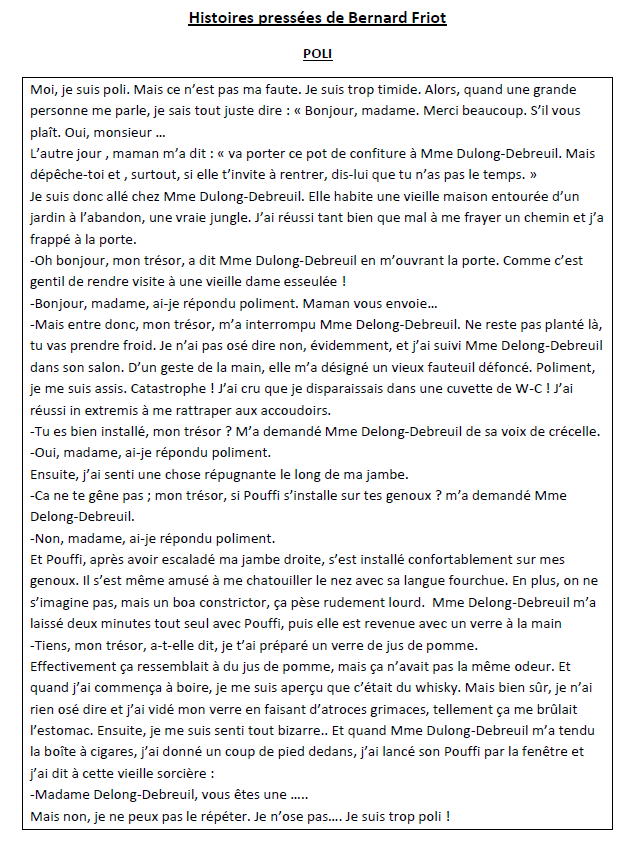 Histoires pressées de Bernard Friot
POLI
Moi, je suis poli. Mais ce n’est pas ma faute. Je suis trop timide. Alors, quand une grande
personne me parle, je sais tout juste dire : « Bonjour, madame. Merci beaucoup. S’il vous
plaît. Oui, monsieur …
L’autre jour , maman m’a dit : « va porter ce pot de confiture à Mme Dulong-Debreuil. Mais
dépêche-toi et , surtout, si elle t’invite à rentrer, dis-lui que tu n’as pas le temps. »
Je suis donc allé chez Mme Dulong-Debreuil. Elle habite une vieille maison entourée d’un
jardin à l’abandon, une vraie jungle. J’ai réussi tant bien que mal à me frayer un chemin et j’a
frappé à la porte.
-Oh bonjour, mon trésor, a dit Mme Dulong-Debreuil en m’ouvrant la porte. Comme c’est
gentil de rendre visite à une vieille dame esseulée !
-Bonjour, madame, ai-je répondu poliment. Maman vous envoie…
-Mais entre donc, mon trésor, m’a interrompu Mme Delong-Debreuil. Ne reste pas planté là,
tu vas prendre froid. Je n’ai pas osé dire non, évidemment, et j’ai suivi Mme Delong-Debreuil
dans son salon. D’un geste de la main, elle m’a désigné un vieux fauteuil défoncé. Poliment,
je me suis assis. Catastrophe ! J’ai cru que je disparaissais dans une cuvette de W-C ! J’ai
réussi in extremis à me rattraper aux accoudoirs.
-Tu es bien installé, mon trésor ? M’a demandé Mme Delong-Debreuil de sa voix de crécelle.
-Oui, madame, ai-je répondu poliment.
Ensuite, j’ai senti une chose répugnante le long de ma jambe.
-Ca ne te gêne pas ; mon trésor, si Pouffi s’installe sur tes genoux ? m’a demandé Mme
Delong-Debreuil.
-Non, madame, ai-je répondu poliment.
Et Pouffi, après avoir escaladé ma jambe droite, s’est installé confortablement sur mes
genoux. Il s’est même amusé à me chatouiller le nez avec sa langue fourchue. En plus, on ne
s’imagine pas, mais un boa constrictor, ça pèse rudement lourd.  Mme Delong-Debreuil m’a
laissé deux minutes tout seul avec Pouffi, puis elle est revenue avec un verre à la main
-Tiens, mon trésor, a-t-elle dit, je t’ai préparé un verre de jus de pomme.
Effectivement ça ressemblait à du jus de pomme, mais ça n’avait pas la même odeur. Et
quand j’ai commença à boire, je me suis aperçu que c’était du whisky. Mais bien sûr, je n’ai
rien osé dire et j’ai vidé mon verre en faisant d’atroces grimaces, tellement ça me brûlait
l’estomac. Ensuite, je me suis senti tout bizarre.. Et quand Mme Dulong-Debreuil m’a tendu
la boîte à cigares, j’ai donné un coup de pied dedans, j’ai lancé son Pouffi par la fenêtre et
j’ai dit à cette vieille sorcière :
-Madame Delong-Debreuil, vous êtes une …..
Mais non, je ne peux pas le répéter. Je n’ose pas…. Je suis trop poli !